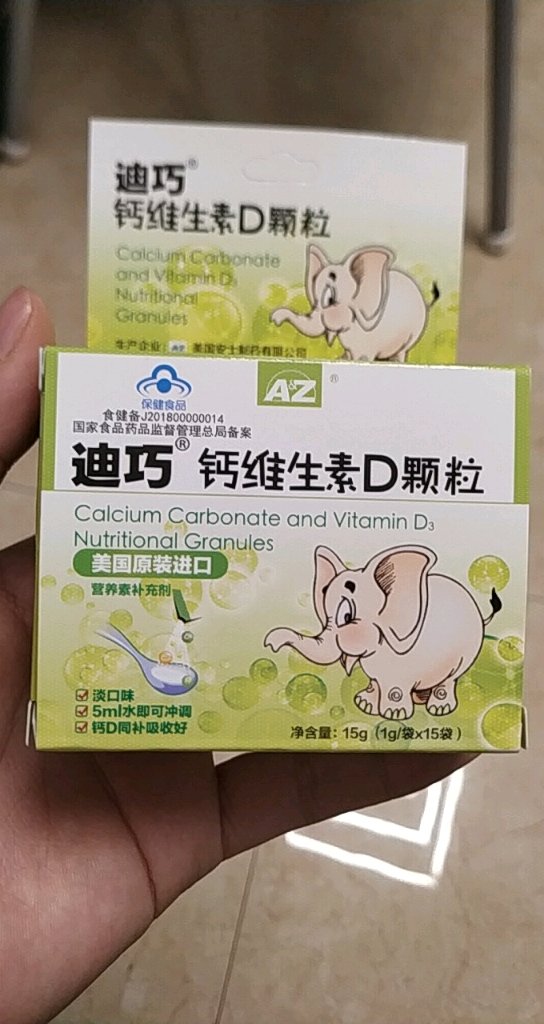 迪巧®
钙维生素D颗粒
Calcium Carbonate
and Vitamin D₃
Nutritional
Granules
生产企业: A&Z 美国安士制药有限公司
A&Z ®
保健食品
食健备J201800000014
国家食品药品监督管理总局备案
迪巧® 钙维生素D颗粒
Calcium Carbonate and Vitamin D₃
Nutritional Granules
美国原装进口
营养素补充剂
淡口味
5ml水即可冲调
钙D同补吸收好
净含量: 15g (1g/袋x15袋)